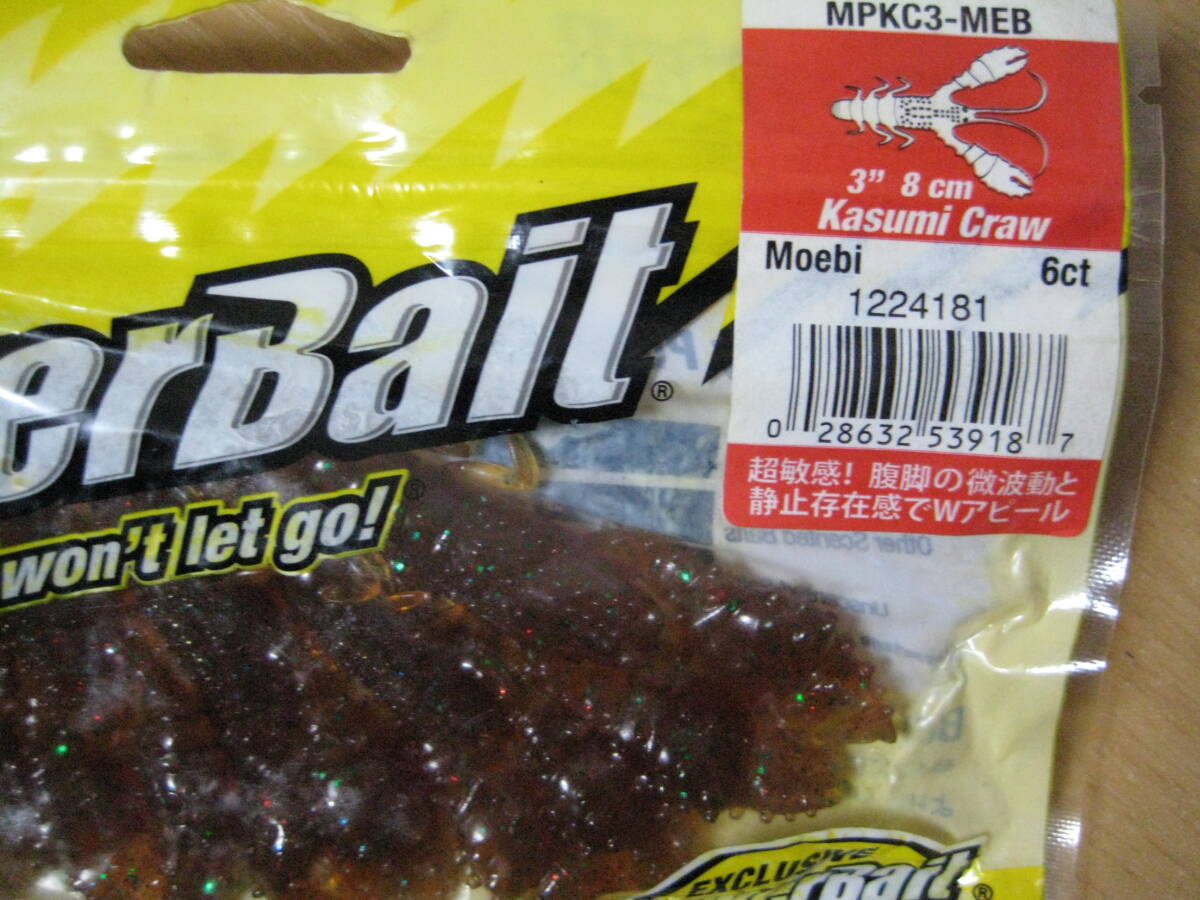 MPKC3-MEB
3” 8 cm
Kasumi Craw
Moebi 6ct
1224181
0 28632 53918 7
超敏感！腹脚の微波動と
静止存在感でWアピール
erBait®
won't let go!®
Other Scented Baits
EXCLUSIVE
erBait®